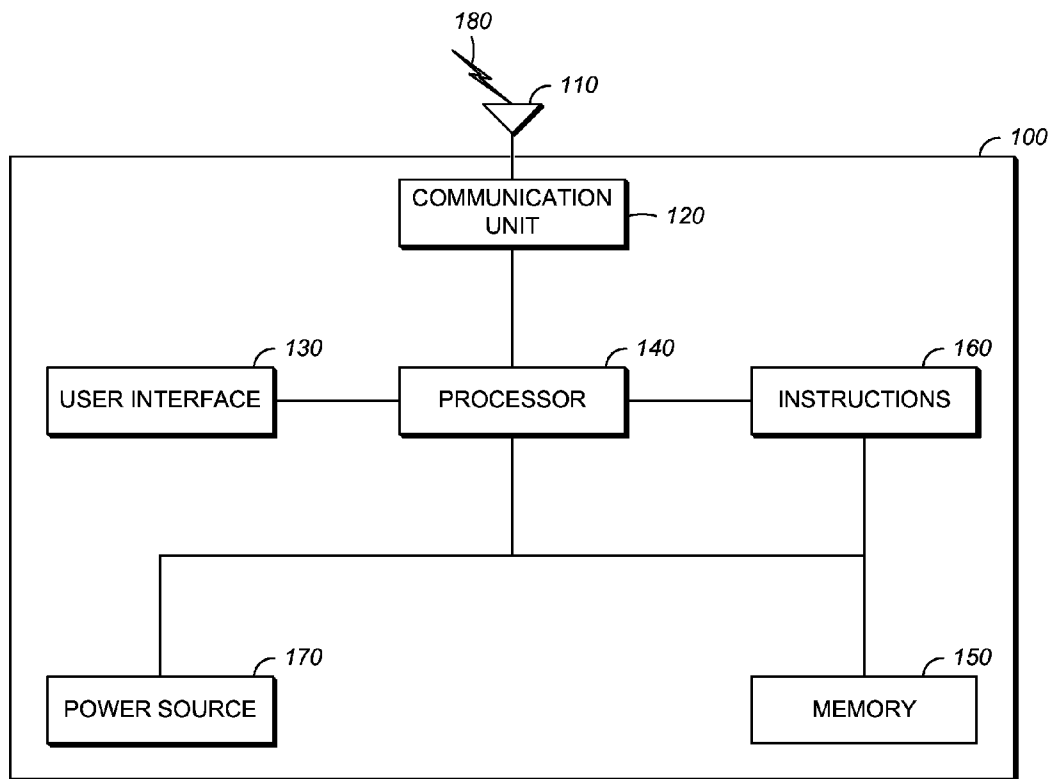 180
110
100
COMMUNICATION
UNIT
120
130
140
160
USER INTERFACE
PROCESSOR
INSTRUCTIONS
170
150
POWER SOURCE
MEMORY